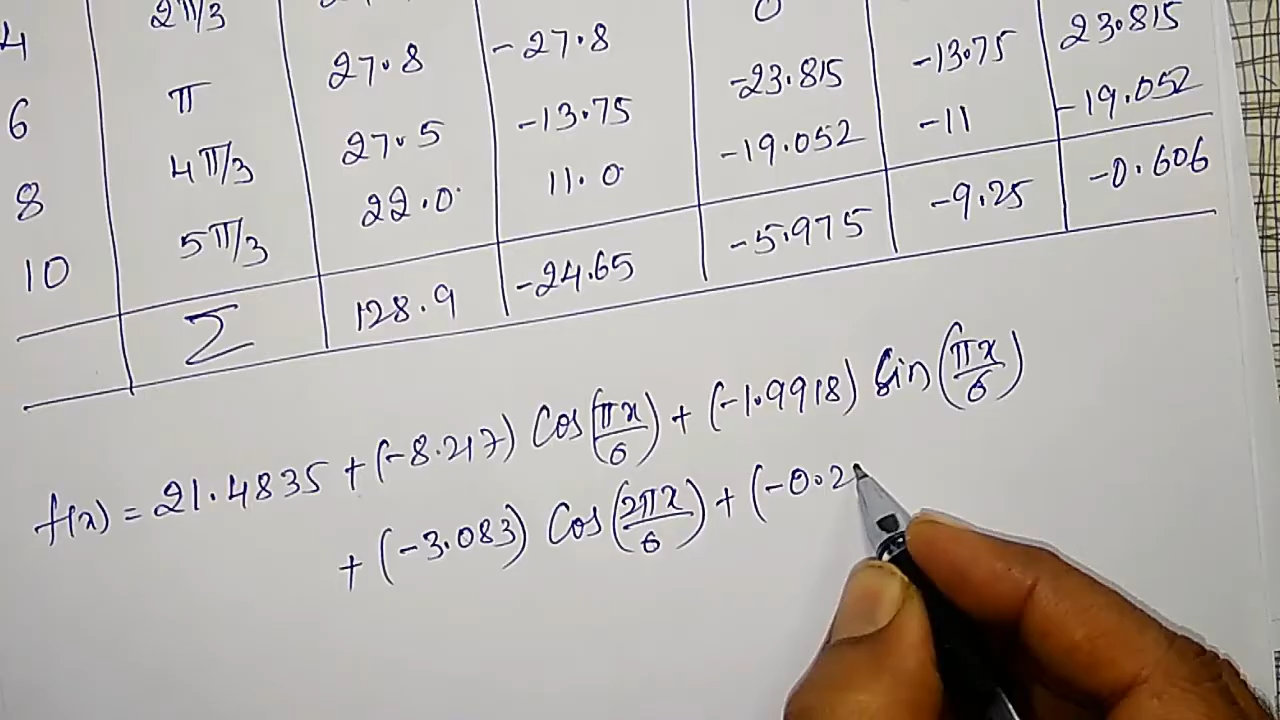 4 2π/3 0 23.815
6 π 27.8 -27.8 -23.815 -13.75 -19.052
8 4π/3 27.5 -13.75 -19.052 -11 -0.606
10 5π/3 22.0 11.0 -5.975 -9.25
Σ 128.9 -24.65
f(x) = 21.4835 + (-8.217) Cos(πx/6) + (-1.9918) Sin(πx/6)
+ (-3.083) Cos(2πx/6) + (-0.2